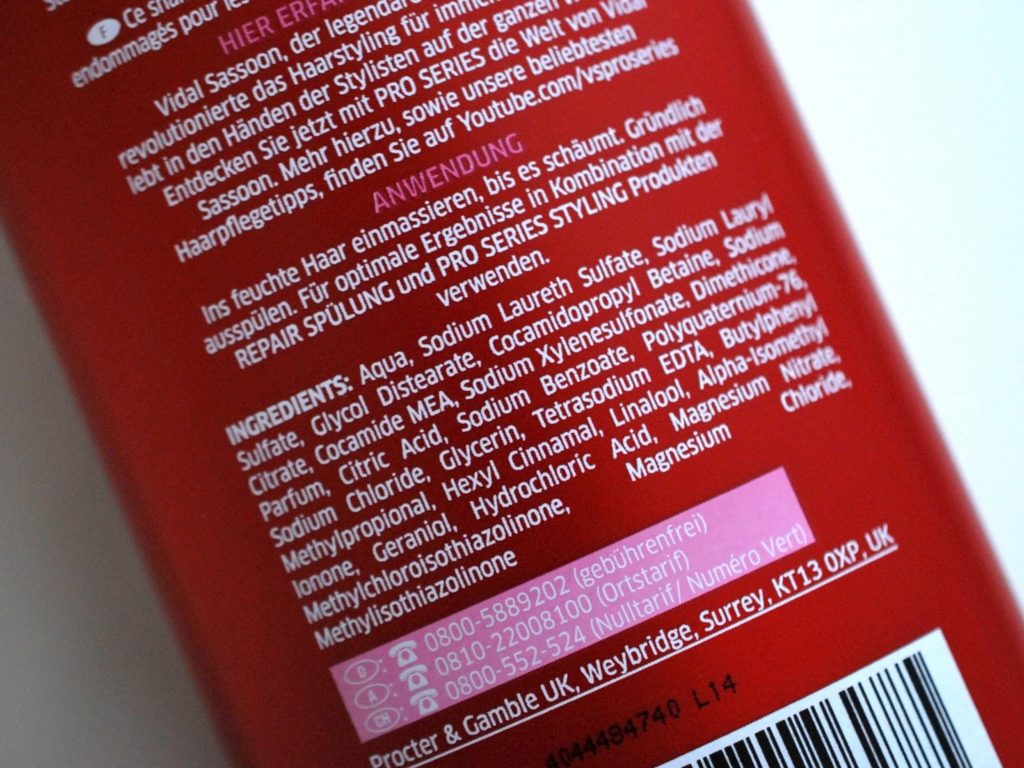 F Ce sham
endommagés pour les
HIER ERFA
Vidal Sassoon, der legendäre
revolutionierte das Haarstyling für imme
lebt in den Händen der Stylisten auf der ganzen
Entdecken Sie jetzt mit PRO SERIES die Welt von Vidal
Sassoon. Mehr hierzu, sowie unsere beliebtesten
Haarpflegetipps, finden Sie auf Youtube.com/vsproseries
ANWENDUNG
Ins feuchte Haar einmassieren, bis es schäumt. Gründlich
ausspülen. Für optimale Ergebnisse in Kombination mit der
REPAIR SPÜLUNG und PRO SERIES STYLING Produkten
verwenden.
INGREDIENTS: Aqua, Sodium Laureth Sulfate, Sodium Lauryl
Sulfate, Glycol Distearate, Cocamidopropyl Betaine, Sodium
Citrate, Cocamide MEA, Sodium Xylenesulfonate, Dimethicone,
Parfum, Citric Acid, Sodium Benzoate, Polyquaternium-76,
Sodium Chloride, Glycerin, Tetrasodium EDTA, Butylphenyl
Methylpropional, Hexyl Cinnamal, Linalool, Alpha-Isomethyl
Ionone, Geraniol, Hydrochloric Acid, Magnesium Nitrate,
Methylchloroisothiazolinone, Magnesium Chloride,
Methylisothiazolinone
D : 0800-5889202 (gebührenfrei)
A : 0810-22008100 (Ortstarif)
CH : 0800-552-524 (Nulltarif/ Numéro Vert)
Procter & Gamble UK, Weybridge, Surrey, KT13 0XP, UK
4044484740 L14